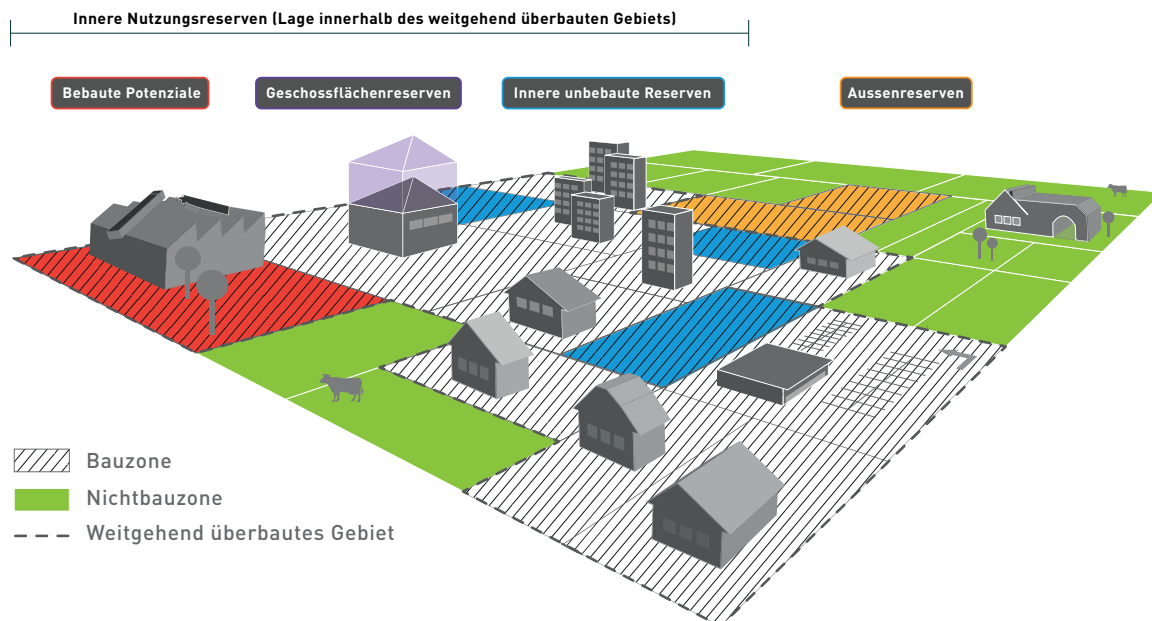 Innere Nutzungsreserven (Lage innerhalb des weitgehend überbauten Gebiets)
Bebaute Potenziale
Geschossflächenreserven
Innere unbebaute Reserven
Aussenreserven
Bauzone
Nichtbauzone
Weitgehend überbautes Gebiet